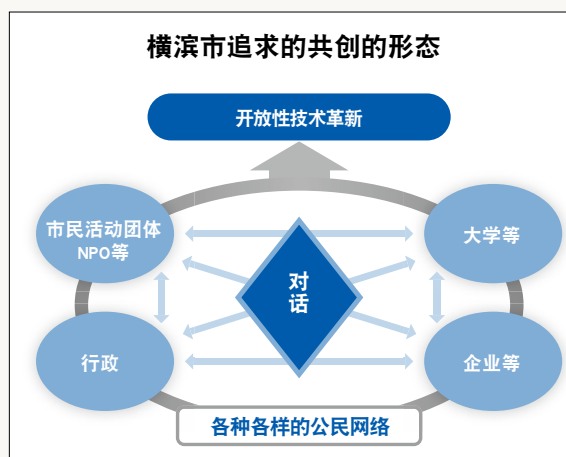 横滨市追求的共创的形态
开放性技术革新
市民活动团体
NPO等
大学等
对
话
行政
企业等
各种各样的公民网络